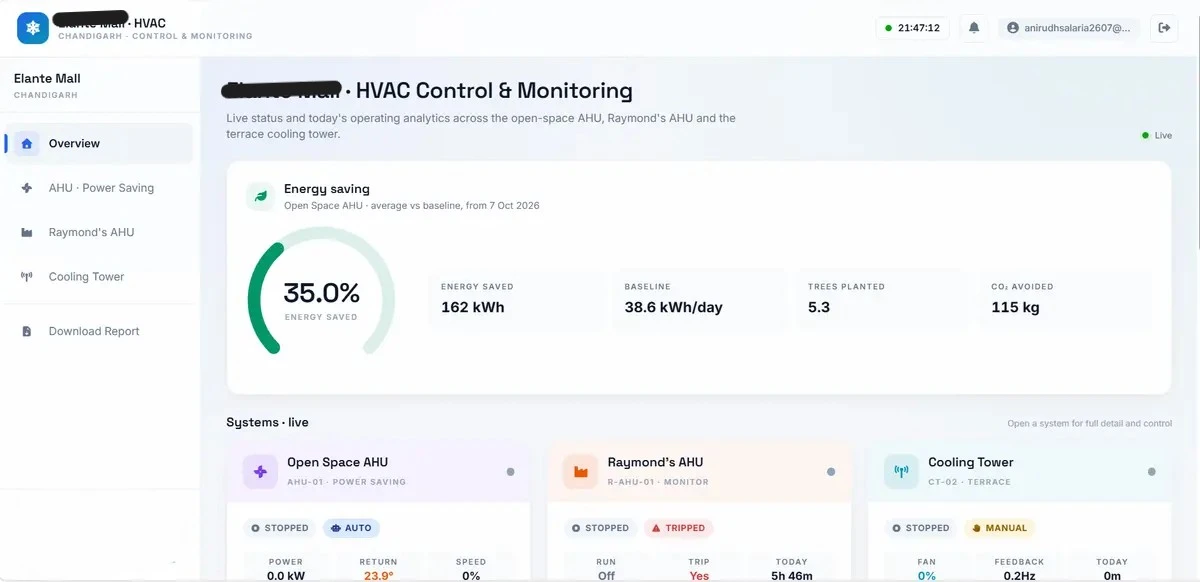 · HVAC
CHANDIGARH · CONTROL & MONITORING
21:47:12
anirudhsalaria2607@...
Elante Mall
CHANDIGARH
Overview
AHU · Power Saving
Raymond's AHU
Cooling Tower
Download Report
· HVAC Control & Monitoring
Live status and today's operating analytics across the open-space AHU, Raymond's AHU and the
terrace cooling tower.
Live
Energy saving
Open Space AHU · average vs baseline, from 7 Oct 2026
35.0%
ENERGY SAVED
ENERGY SAVED
162 kWh
BASELINE
38.6 kWh/day
TREES PLANTED
5.3
CO₂ AVOIDED
115 kg
Systems · live
Open a system for full detail and control
Open Space AHU
AHU-01 · POWER SAVING
STOPPED
AUTO
POWER
0.0 kW
RETURN
23.9°
SPEED
0%
Raymond's AHU
R-AHU-01 · MONITOR
STOPPED
TRIPPED
RUN
Off
TRIP
Yes
TODAY
5h 46m
Cooling Tower
CT-02 · TERRACE
STOPPED
MANUAL
FAN
0%
FEEDBACK
0.2Hz
TODAY
0m